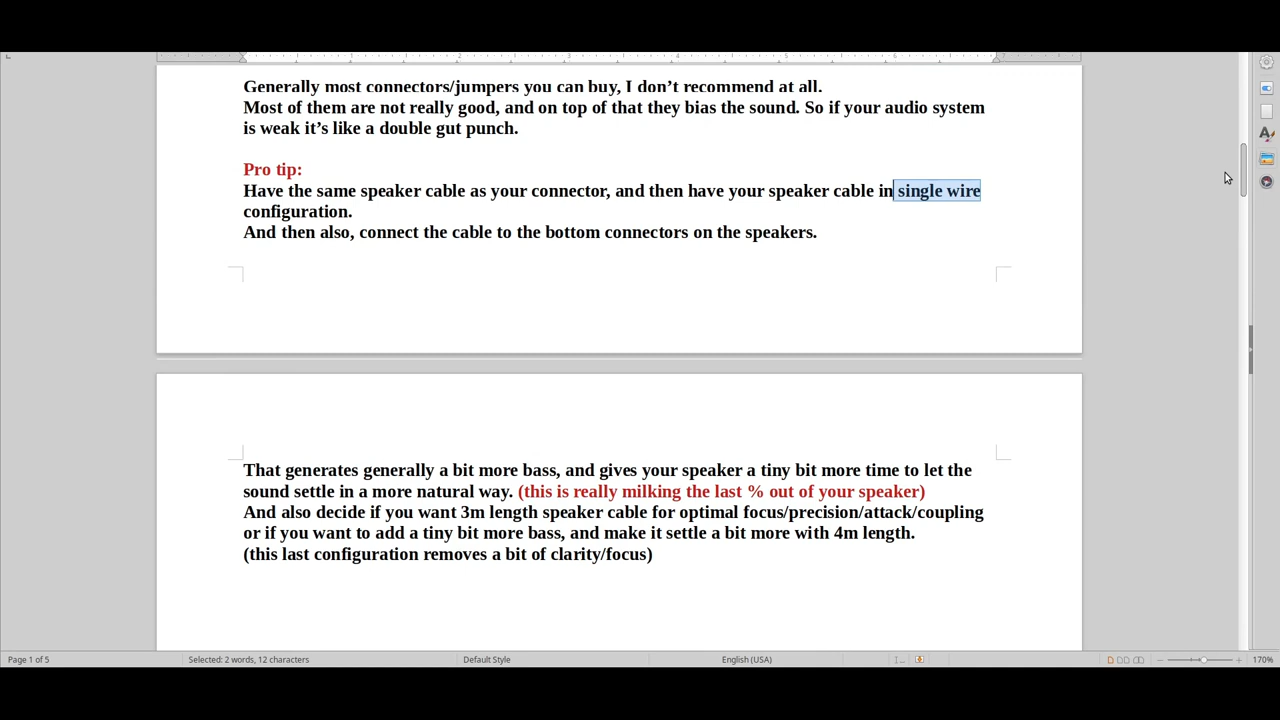 Generally most connectors/jumpers you can buy, I don't recommend at all.
Most of them are not really good, and on top of that they bias the sound. So if your audio system
is weak it's like a double gut punch.
Pro tip:
Have the same speaker cable as your connector, and then have your speaker cable in single wire
configuration.
And then also, connect the cable to the bottom connectors on the speakers.
That generates generally a bit more bass, and gives your speaker a tiny bit more time to let the
sound settle in a more natural way. (this is really milking the last % out of your speaker)
And also decide if you want 3m length speaker cable for optimal focus/precision/attack/coupling
or if you want to add a tiny bit more bass, and make it settle a bit more with 4m length.
(this last configuration removes a bit of clarity/focus)
Page 1 of 5 Selected: 2 words, 12 characters Default Style English (USA) 170%